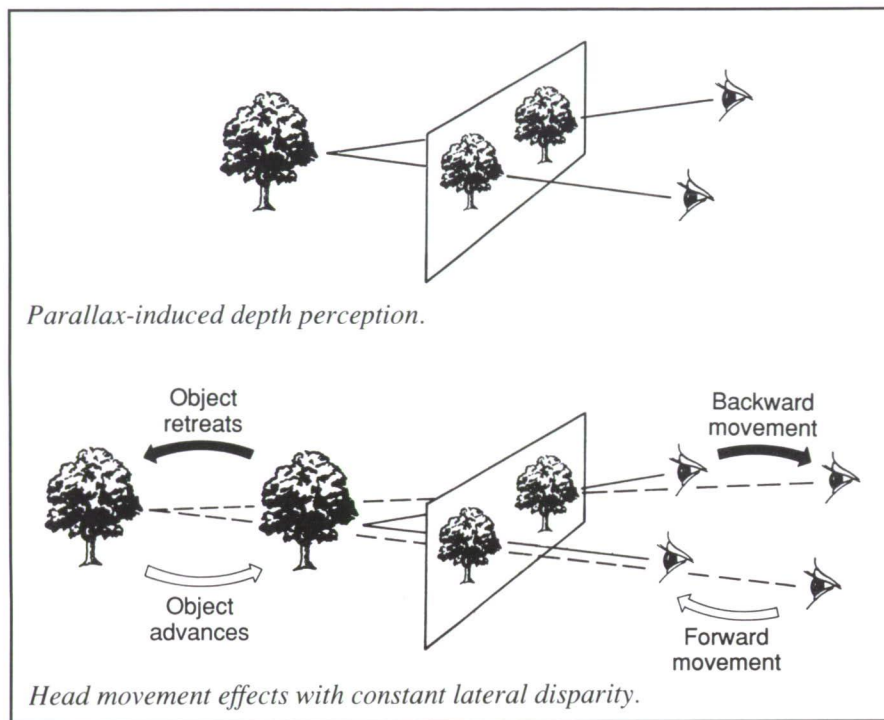 Parallax-induced depth perception.
Object
retreats
Backward
movement
Object
advances
Forward
movement
Head movement effects with constant lateral disparity.